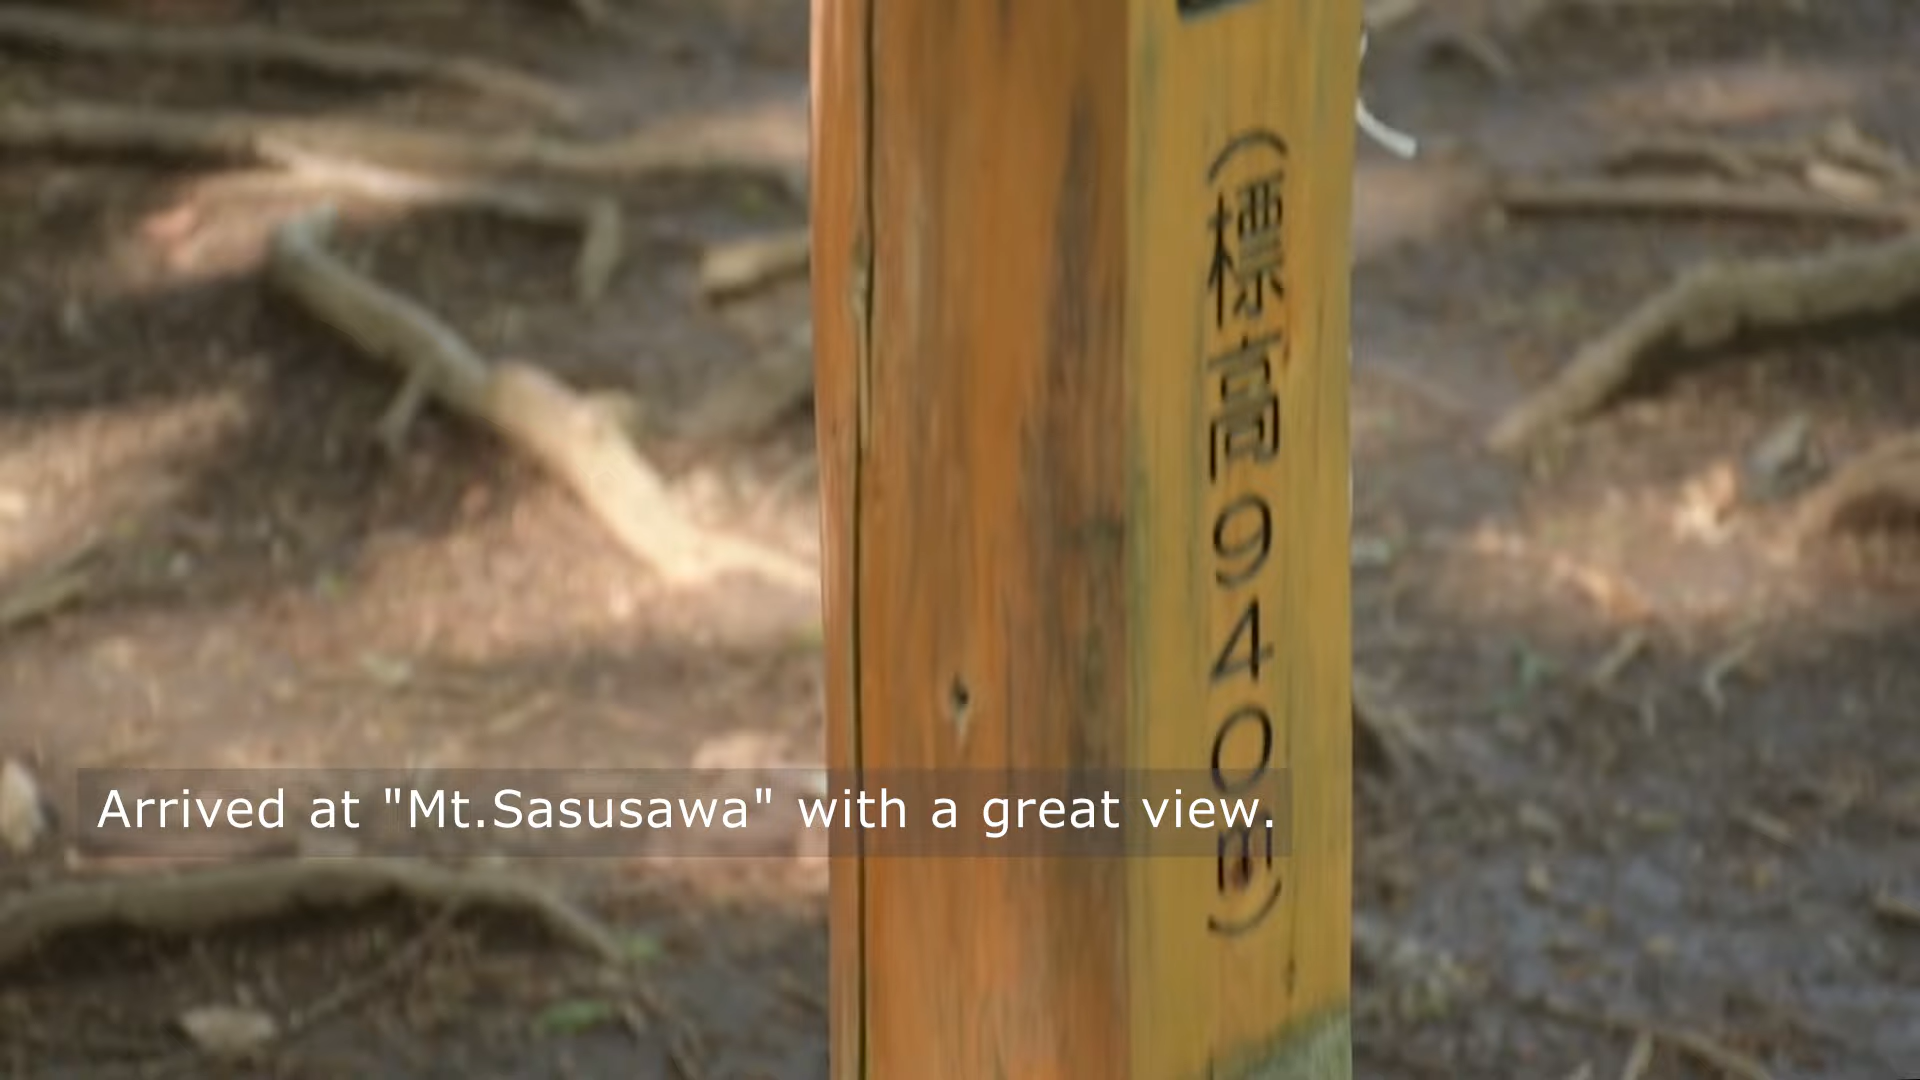 (標高940m)
Arrived at "Mt.Sasusawa" with a great view.